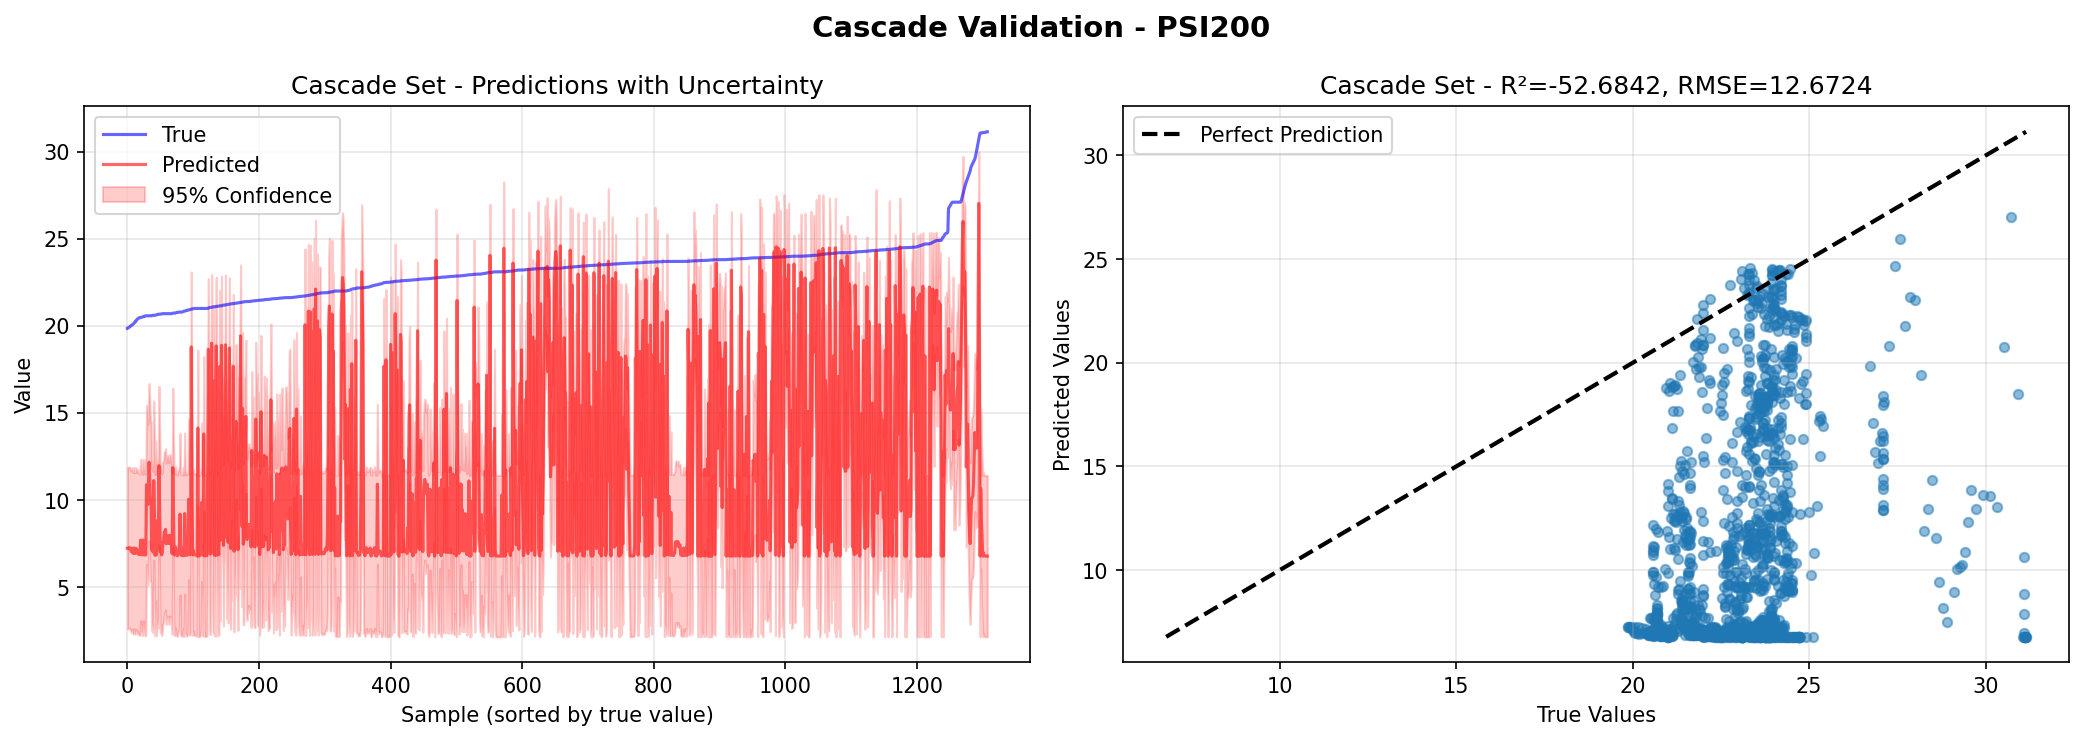 Cascade Validation - PSI200
Cascade Set - Predictions with Uncertainty
True
Predicted
95% Confidence
Value
30
25
20
15
10
5
0
200
400
600
800
1000
1200
Sample (sorted by true value)
Cascade Set - R²=-52.6842, RMSE=12.6724
Perfect Prediction
Predicted Values
30
25
20
15
10
10
15
20
25
30
True Values